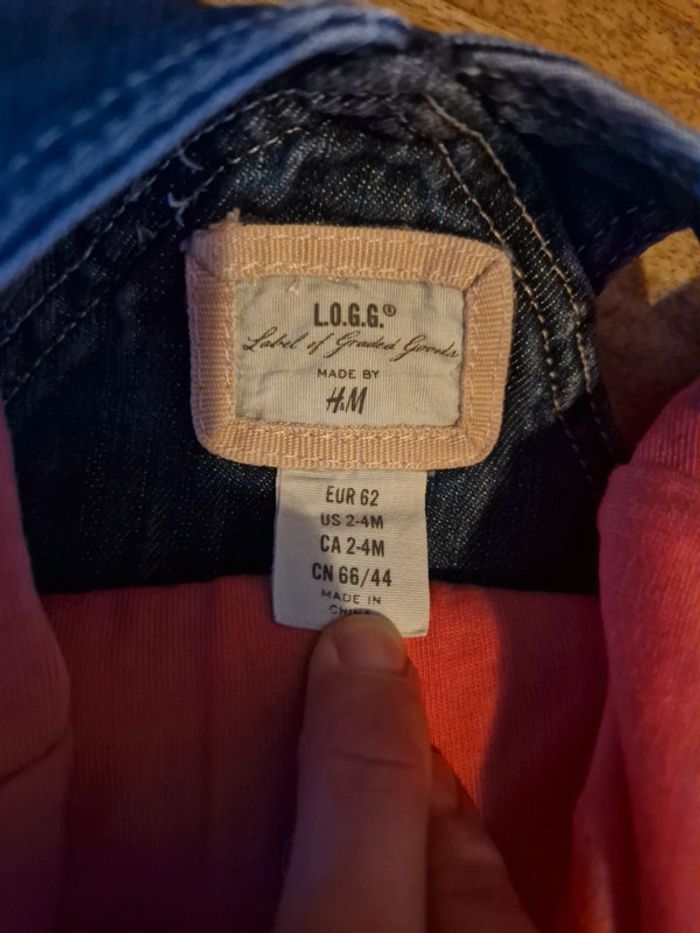 L.O.G.G.®
Label of Graded Goods
MADE BY
H&M
EUR 62
US 2-4M
CA 2-4M
CN 66/44
MADE IN
CHINA